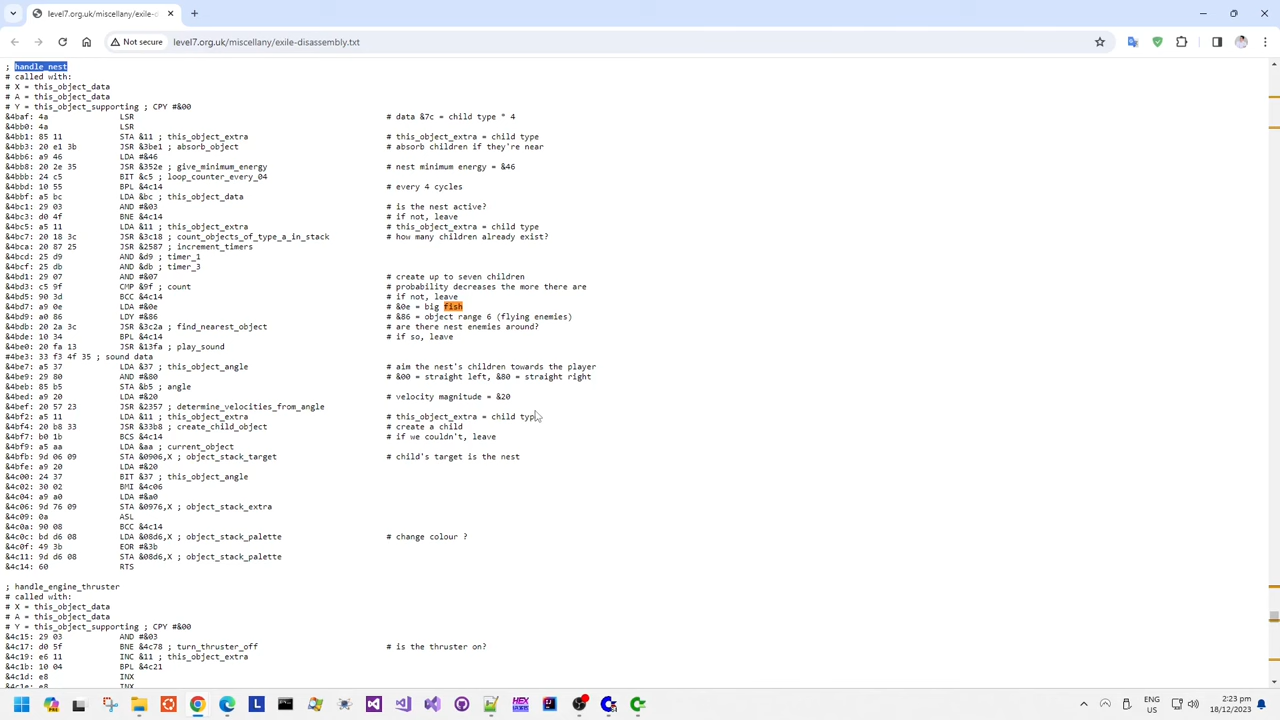 level7.org.uk/miscellany/exile-d
Not secure
level7.org.uk/miscellany/exile-disassembly.txt
; handle_nest
# called with:
# X = this_object_data
# A = this_object_data
# Y = this_object_supporting ; CPY #&00
&4baf: 4a LSR # data &7c = child type * 4
&4bb0: 4a LSR
&4bb1: 85 11 STA &11 ; this_object_extra # this_object_extra = child type
&4bb3: 20 e1 3b JSR &3be1 ; absorb_object # absorb children if they're near
&4bb6: a9 46 LDA #&46
&4bb8: 20 2e 35 JSR &352e ; give_minimum_energy # nest minimum energy = &46
&4bbb: 24 c5 BIT &c5 ; loop_counter_every_04
&4bbd: 10 55 BPL &4c14 # every 4 cycles
&4bbf: a5 bc LDA &bc ; this_object_data
&4bc1: 29 03 AND #&03 # is the nest active?
&4bc3: d0 4f BNE &4c14 # if not, leave
&4bc5: a5 11 LDA &11 ; this_object_extra # this_object_extra = child type
&4bc7: 20 18 3c JSR &3c18 ; count_objects_of_type_a_in_stack # how many children already exist?
&4bca: 20 87 25 JSR &2587 ; increment_timers
&4bcd: 25 d9 AND &d9 ; timer_1
&4bcf: 25 db AND &db ; timer_3
&4bd1: 29 07 AND #&07 # create up to seven children
&4bd3: c5 9f CMP &9f ; count # probability decreases the more there are
&4bd5: 90 3d BCC &4c14 # if not, leave
&4bd7: a9 0e LDA #&0e # &0e = big fish
&4bd9: a0 86 LDY #&86 # &86 = object range 6 (flying enemies)
&4bdb: 20 2a 3c JSR &3c2a ; find_nearest_object # are there nest enemies around?
&4bde: 10 34 BPL &4c14 # if so, leave
&4be0: 20 fa 13 JSR &13fa ; play_sound
&4be3: 33 f3 4f 35 ; sound data
&4be7: a5 37 LDA &37 ; this_object_angle # aim the nest's children towards the player
&4be9: 29 80 AND #&80 # &00 = straight left, &80 = straight right
&4beb: 85 b5 STA &b5 ; angle
&4bed: a9 20 LDA #&20 # velocity magnitude = &20
&4bef: 20 57 23 JSR &2357 ; determine_velocities_from_angle
&4bf2: a5 11 LDA &11 ; this_object_extra # this_object_extra = child type
&4bf4: 20 b8 33 JSR &33b8 ; create_child_object # create a child
&4bf7: b0 1b BCS &4c14 # if we couldn't, leave
&4bf9: a5 aa LDA &aa ; current_object
&4bfb: 9d 06 09 STA &0906,X ; object_stack_target # child's target is the nest
&4bfe: a9 20 LDA #&20
&4c00: 24 37 BIT &37 ; this_object_angle
&4c02: 30 02 BMI &4c06
&4c04: a9 a0 LDA #&a0
&4c06: 9d 76 09 STA &0976,X ; object_stack_extra
&4c09: 0a ASL
&4c0a: 90 08 BCC &4c14
&4c0c: bd d6 08 LDA &08d6,X ; object_stack_palette # change colour ?
&4c0f: 49 3b EOR #&3b
&4c11: 9d d6 08 STA &08d6,X ; object_stack_palette
&4c14: 60 RTS
; handle_engine_thruster
# called with:
# X = this_object_data
# A = this_object_data
# Y = this_object_supporting ; CPY #&00
&4c15: 29 03 AND #&03
&4c17: d0 5f BNE &4c78 ; turn_thruster_off # is the thruster on?
&4c19: e6 11 INC &11 ; this_object_extra
&4c1b: 10 04 BPL &4c21
&4c1d: e8 INX
&4c1e: e8 INX
ENG
US
2:23 pm
18/12/2023